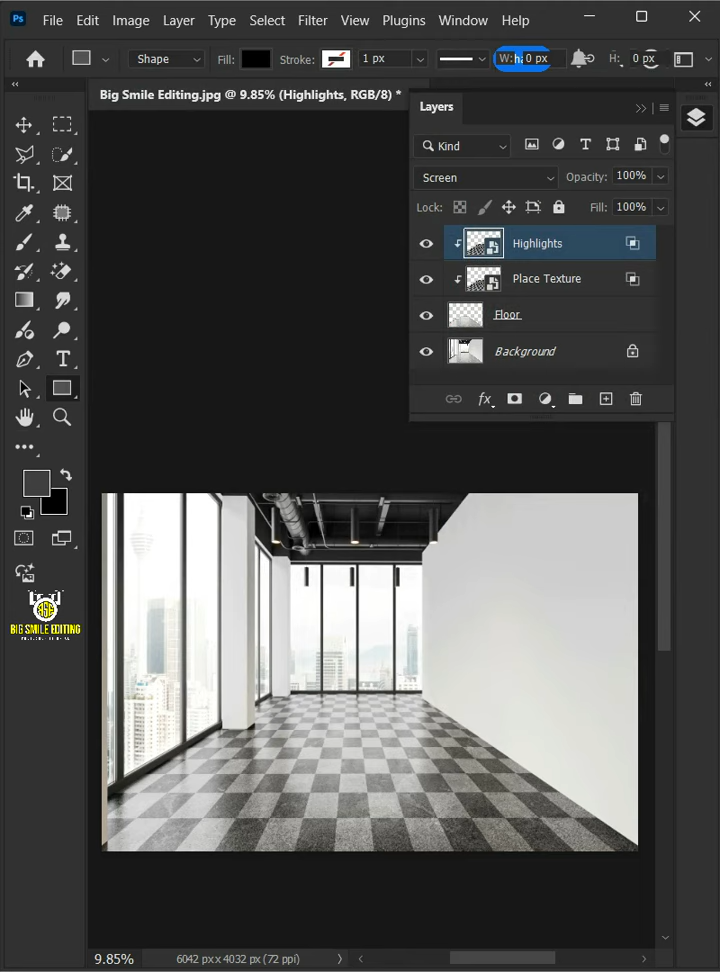 Ps File Edit Image Layer Type Select Filter View Plugins Window Help
Shape Fill: Stroke: 1 px W: 0 px H: 0 px
Big Smile Editing.jpg @ 9.85% (Highlights, RGB/8) *
Layers
Kind
Screen Opacity: 100%
Lock: Fill: 100%
Highlights
Place Texture
Floor
Background
fx
BIG SMILE EDITING
9.85% 6042 px x 4032 px (72 ppi)